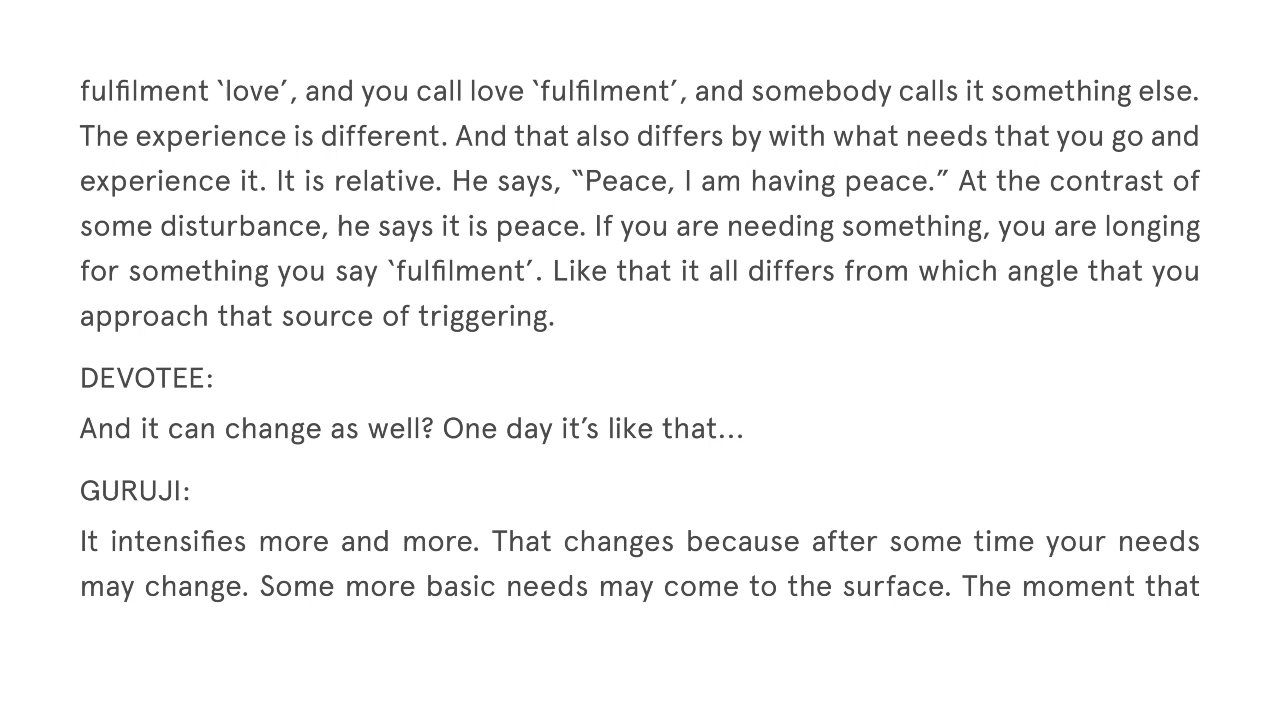 fulfilment ‘love’, and you call love ‘fulfilment’, and somebody calls it something else.
The experience is different. And that also differs by with what needs that you go and
experience it. It is relative. He says, “Peace, I am having peace.” At the contrast of
some disturbance, he says it is peace. If you are needing something, you are longing
for something you say ‘fulfilment’. Like that it all differs from which angle that you
approach that source of triggering.
DEVOTEE:
And it can change as well? One day it’s like that...
GURUJI:
It intensifies more and more. That changes because after some time your needs
may change. Some more basic needs may come to the surface. The moment that